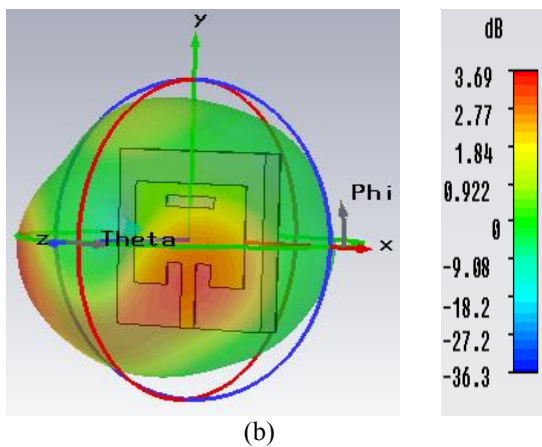 y
Phi
z
Theta
x
dB
3.69
2.77
1.84
0.922
0
-9.08
-18.2
-27.2
-36.3
(b)